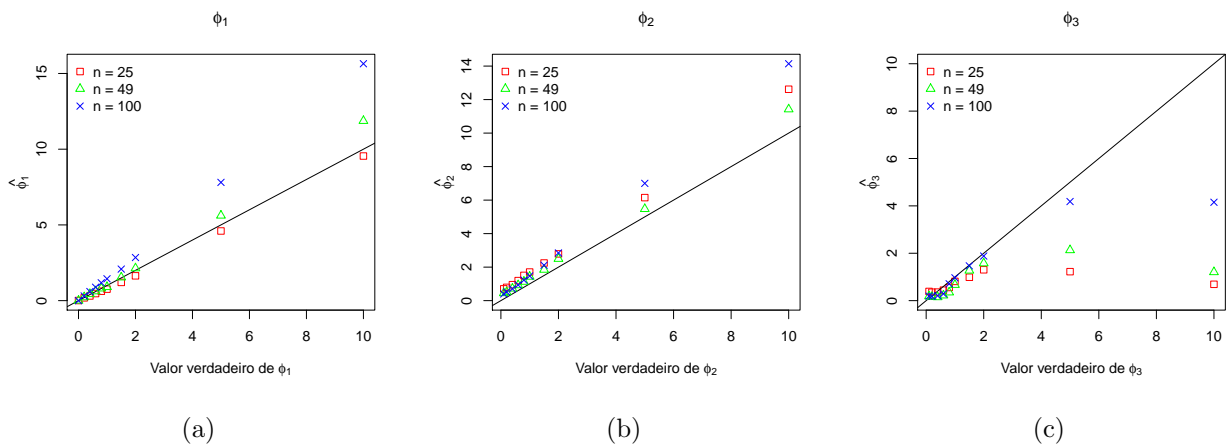 ϕ1
n = 25
n = 49
n = 100
15
10
5
0
ϕ̂1
0 2 4 6 8 10
Valor verdadeiro de ϕ1
(a)
ϕ2
n = 25
n = 49
n = 100
14
12
10
8
6
4
2
0
ϕ̂2
0 2 4 6 8 10
Valor verdadeiro de ϕ2
(b)
ϕ3
n = 25
n = 49
n = 100
10
8
6
4
2
0
ϕ̂3
0 2 4 6 8 10
Valor verdadeiro de ϕ3
(c)